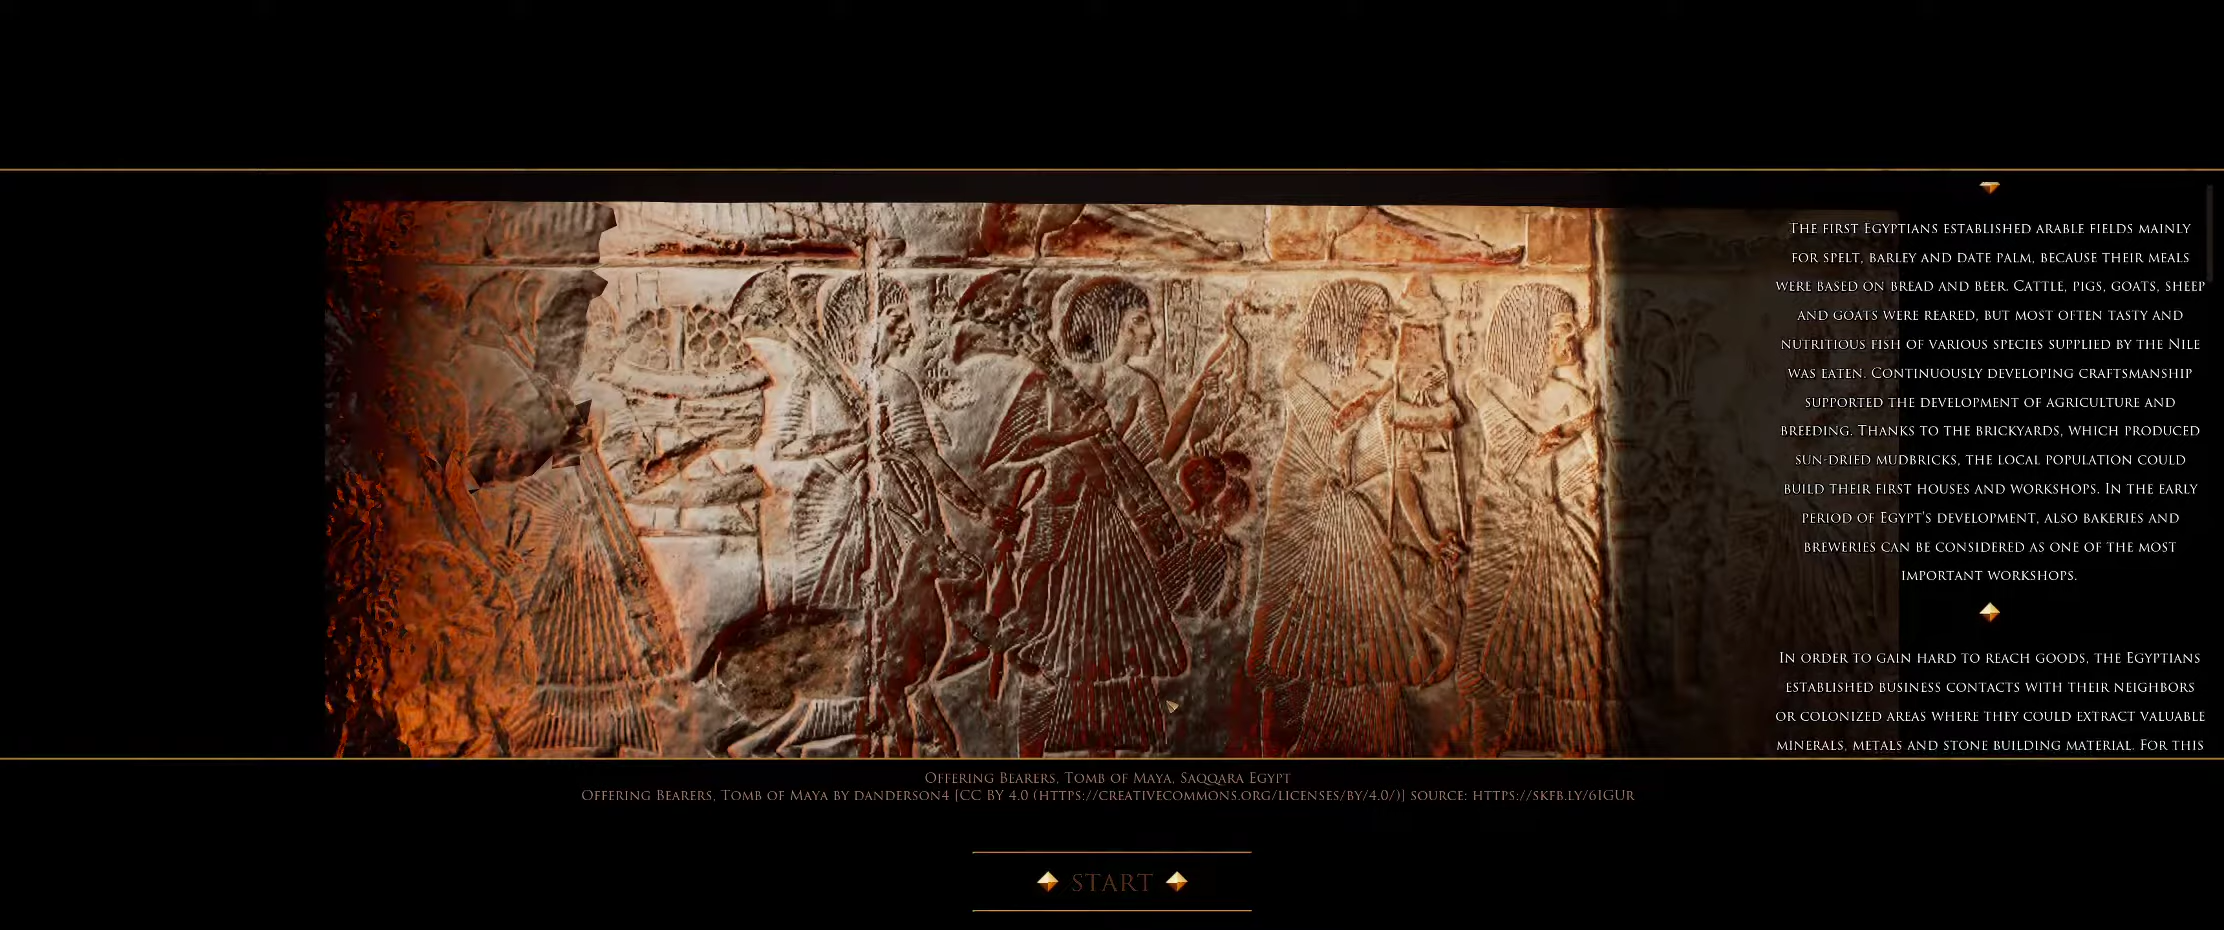 The first Egyptians established arable fields mainly
for spelt, barley and date palm, because their meals
were based on bread and beer. Cattle, pigs, goats, sheep
and goats were reared, but most often tasty and
nutritious fish of various species supplied by the Nile
was eaten. Continuously developing craftsmanship
supported the development of agriculture and
breeding. Thanks to the brickyards, which produced
sun-dried mudbricks, the local population could
build their first houses and workshops. In the early
period of Egypt's development, also bakeries and
breweries can be considered as one of the most
important workshops.
In order to gain hard to reach goods, the Egyptians
established business contacts with their neighbors
or colonized areas where they could extract valuable
minerals, metals and stone building material. For this
Offering Bearers, Tomb of Maya, Saqqara Egypt
Offering Bearers, Tomb of Maya by danderson4 [CC BY 4.0 (https://creativecommons.org/licenses/by/4.0/)] source: https://skfb.ly/6IGUr
START